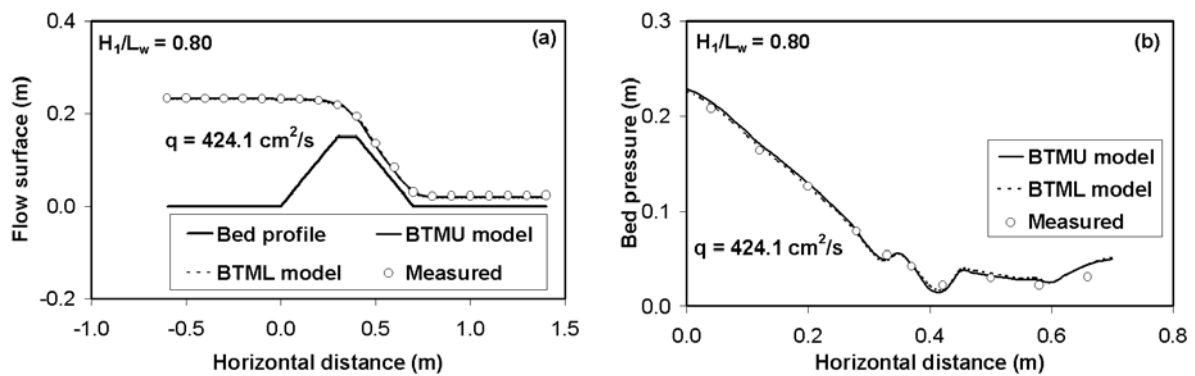 0.4
H1/Lw = 0.80
(a)
0.2
q = 424.1 cm²/s
0.0
Bed profile
BTMU model
BTML model
Measured
-0.2
-1.0 -0.5 0.0 0.5 1.0 1.5
Flow surface (m)
Horizontal distance (m)
0.3
H1/Lw = 0.80
(b)
0.2
BTMU model
BTML model
Measured
0.1
q = 424.1 cm²/s
0.0
0.0 0.2 0.4 0.6 0.8
Bed pressure (m)
Horizontal distance (m)